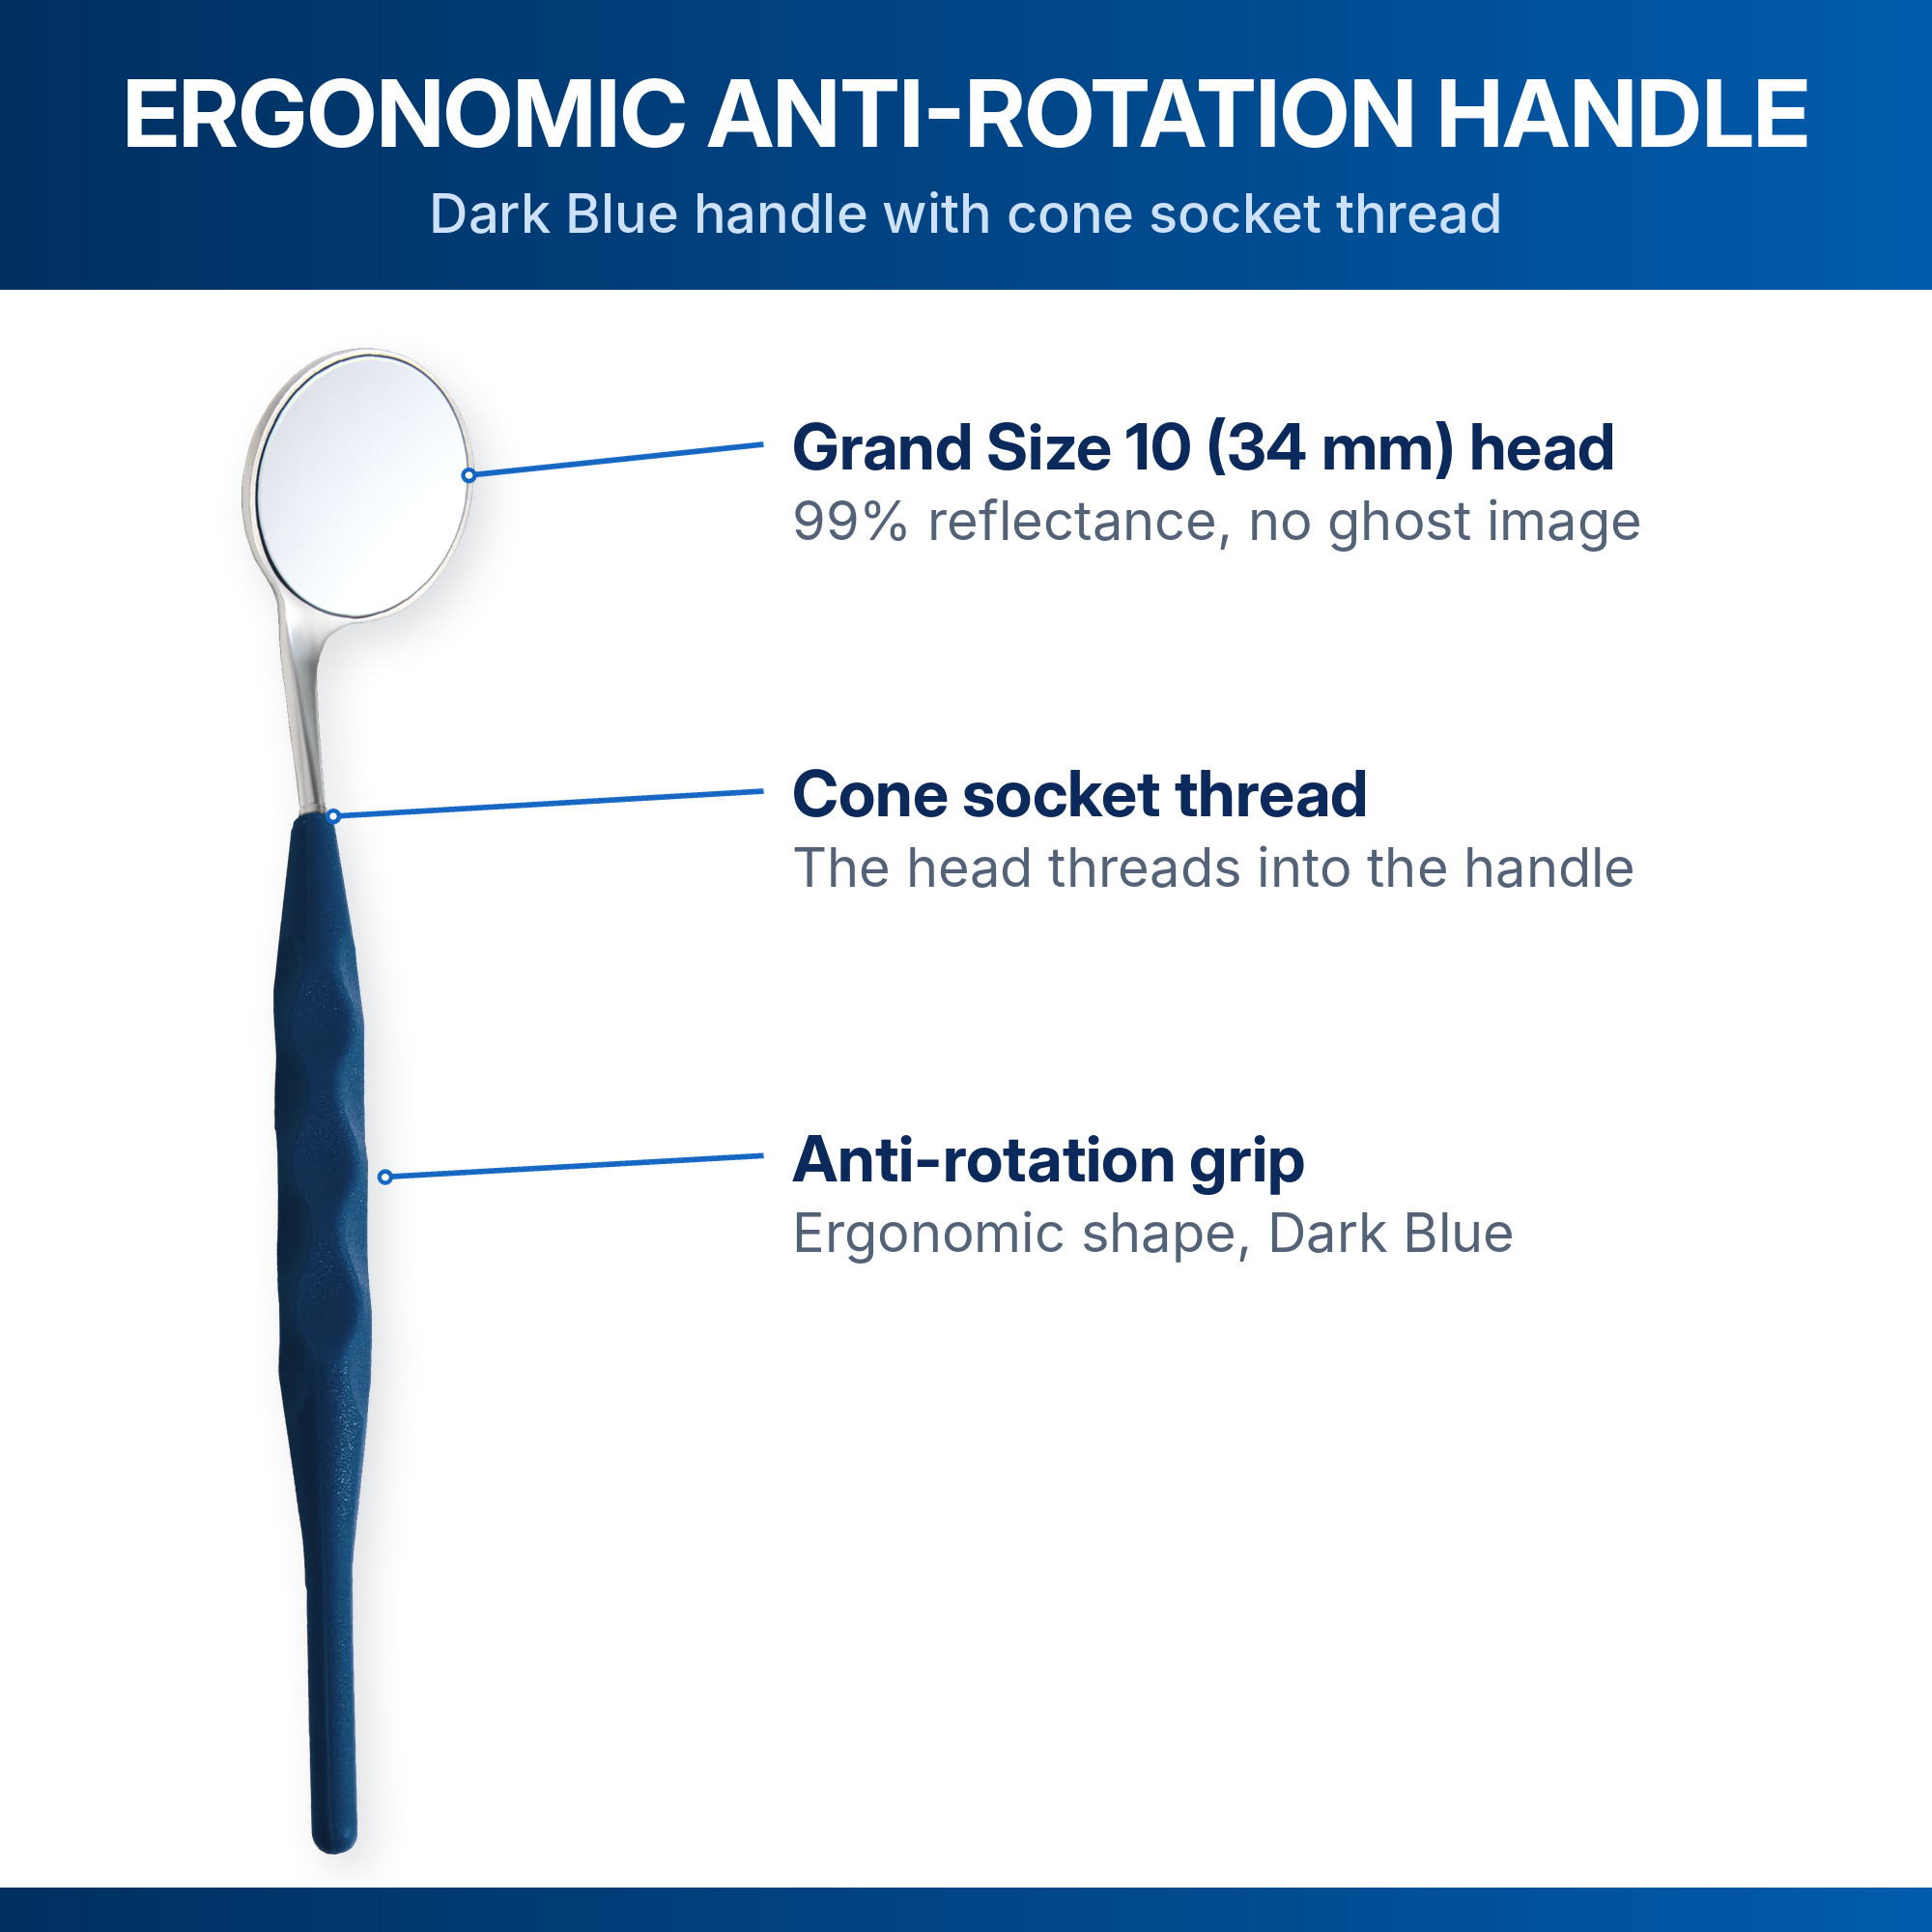 ERGONOMIC ANTI-ROTATION HANDLE
Dark Blue handle with cone socket thread
Grand Size 10 (34 mm) head
99% reflectance, no ghost image
Cone socket thread
The head threads into the handle
Anti-rotation grip
Ergonomic shape, Dark Blue